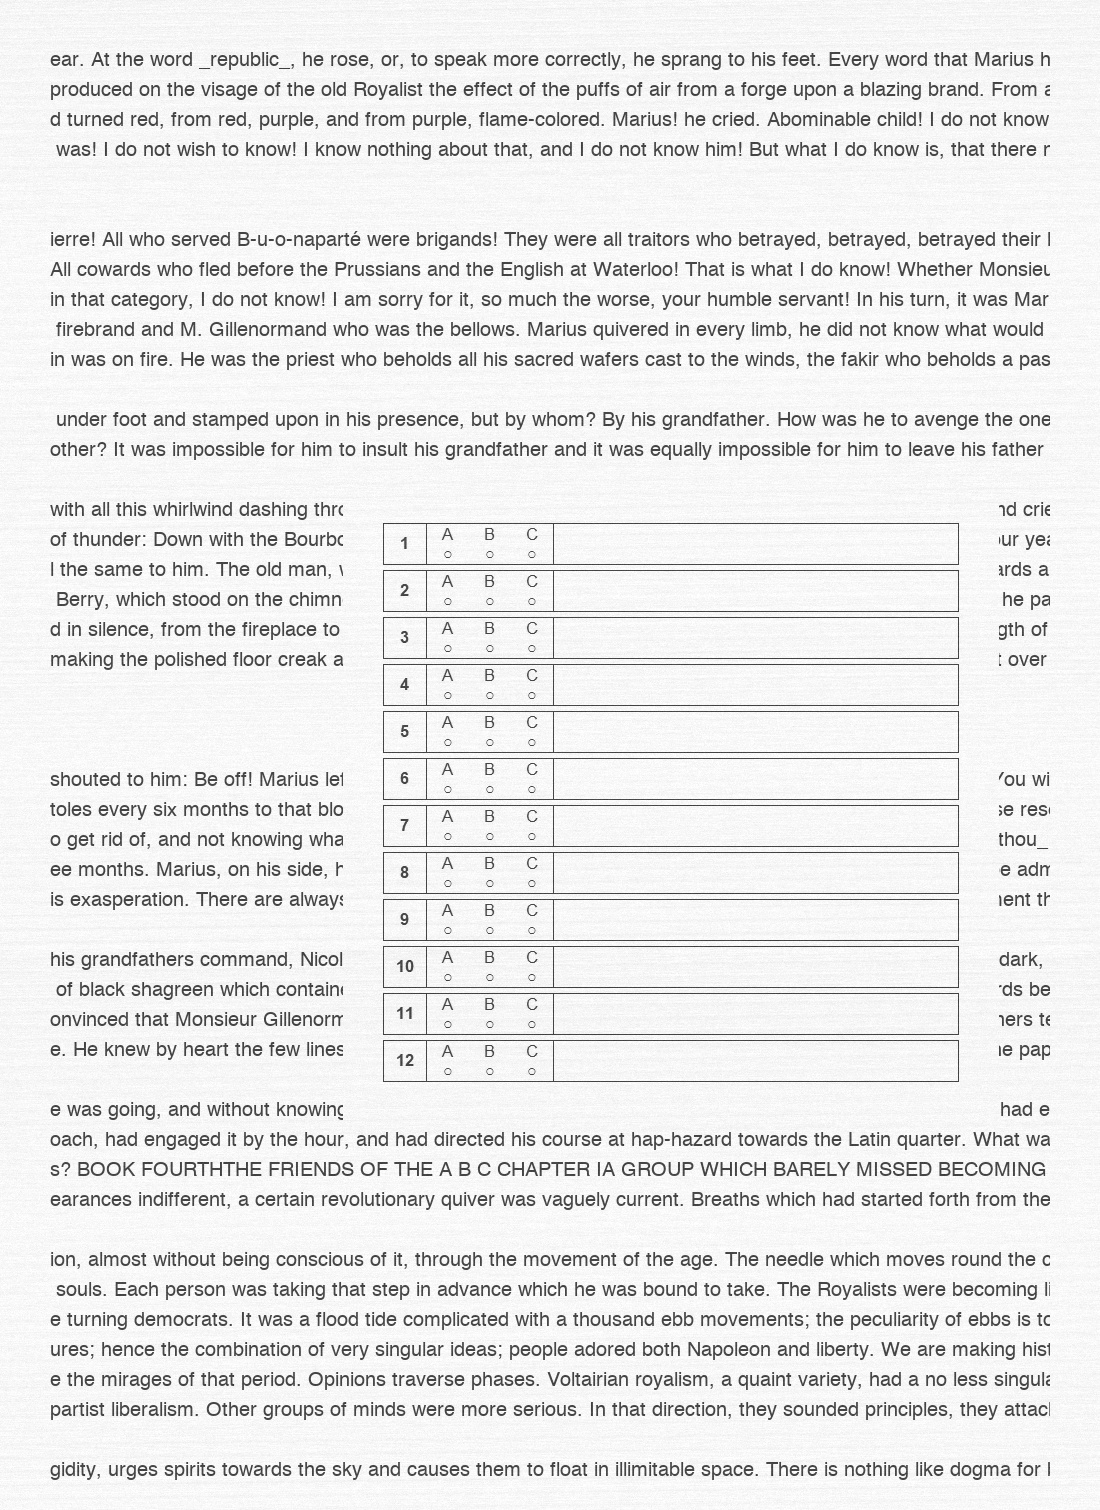 ear. At the word _republic_, he rose, or, to speak more correctly, he sprang to his feet. Every word that Marius h
produced on the visage of the old Royalist the effect of the puffs of air from a forge upon a blazing brand. From a
d turned red, from red, purple, and from purple, flame-colored. Marius! he cried. Abominable child! I do not know
was! I do not wish to know! I know nothing about that, and I do not know him! But what I do know is, that there
ierre! All who served B-u-o-naparté were brigands! They were all traitors who betrayed, betrayed, betrayed their
All cowards who fled before the Prussians and the English at Waterloo! That is what I do know! Whether Monsieu
in that category, I do not know! I am sorry for it, so much the worse, your humble servant! In his turn, it was Mar
firebrand and M. Gillenormand who was the bellows. Marius quivered in every limb, he did not know what would
in was on fire. He was the priest who beholds all his sacred wafers cast to the winds, the fakir who beholds a pas
under foot and stamped upon in his presence, but by whom? By his grandfather. How was he to avenge the one
other? It was impossible for him to insult his grandfather and it was equally impossible for him to leave his father
with all this whirlwind dashing thro nd crie
of thunder: Down with the Bourbo our yea
l the same to him. The old man, ards a
Berry, which stood on the chimn he pa
d in silence, from the fireplace to gth of
making the polished floor creak a over
1 A B C
2 A B C
3 A B C
4 A B C
5 A B C
6 A B C
7 A B C
8 A B C
9 A B C
10 A B C
11 A B C
12 A B C
shouted to him: Be off! Marius lef You wi
toles every six months to that blo se res
o get rid of, and not knowing wha thou_
ee months. Marius, on his side, h e adm
is exasperation. There are always ent th
his grandfathers command, Nicol dark,
of black shagreen which containe rds be
onvinced that Monsieur Gillenorm hers te
e. He knew by heart the few lines e pap
e was going, and without knowing had e
oach, had engaged it by the hour, and had directed his course at hap-hazard towards the Latin quarter. What wa
s? BOOK FOURTHTHE FRIENDS OF THE A B C CHAPTER IA GROUP WHICH BARELY MISSED BECOMING
earances indifferent, a certain revolutionary quiver was vaguely current. Breaths which had started forth from the
ion, almost without being conscious of it, through the movement of the age. The needle which moves round the c
souls. Each person was taking that step in advance which he was bound to take. The Royalists were becoming li
e turning democrats. It was a flood tide complicated with a thousand ebb movements; the peculiarity of ebbs is to
ures; hence the combination of very singular ideas; people adored both Napoleon and liberty. We are making hist
e the mirages of that period. Opinions traverse phases. Voltairian royalism, a quaint variety, had a no less singula
partist liberalism. Other groups of minds were more serious. In that direction, they sounded principles, they attac
gidity, urges spirits towards the sky and causes them to float in illimitable space. There is nothing like dogma for